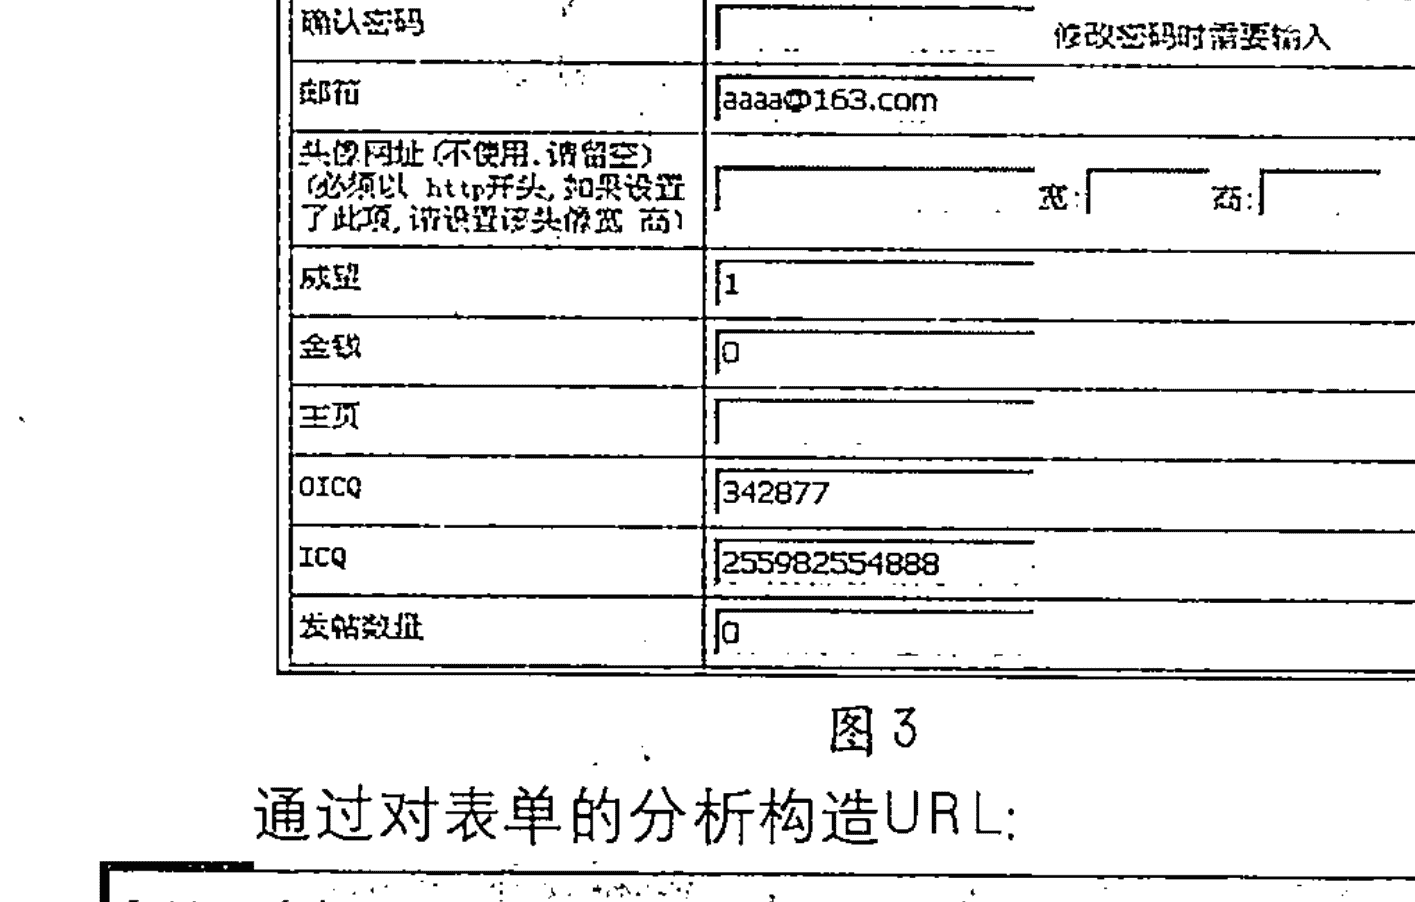 确认密码
修改密码时需要输入
邮箱
aaaa@163.com
头像网址(不使用,请留空)
(必须以 http开头,如果设置
了此项,请设置该头像宽 高)
宽:
高:
威望
1
金钱
0
主页
OICQ
342877
ICQ
255982554888
发帖数量
0
图 3
通过对表单的分析构造URL: